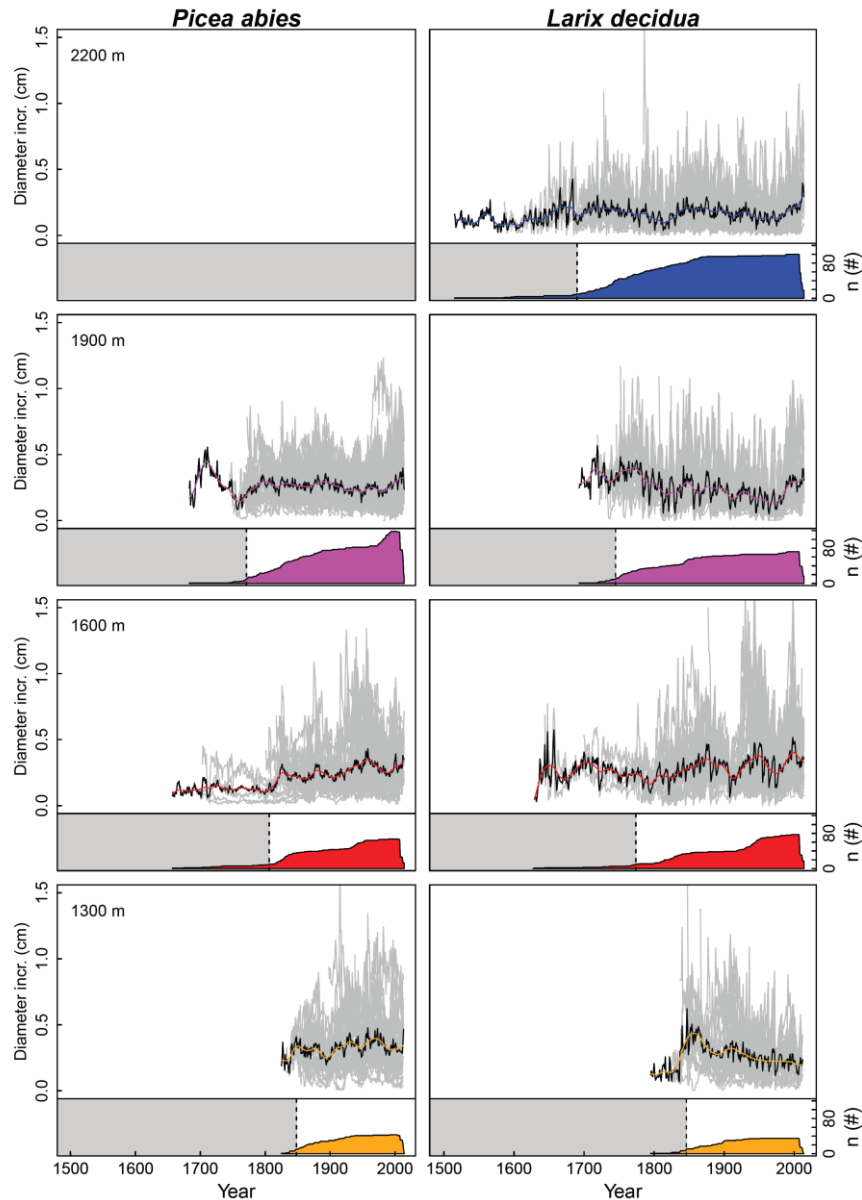 Picea abies Larix decidua
2200 m
Diameter incr. (cm)
1.5
1.0
0.5
0.0
n (#)
80
0
1900 m
Diameter incr. (cm)
1.5
1.0
0.5
0.0
n (#)
80
0
1600 m
Diameter incr. (cm)
1.5
1.0
0.5
0.0
n (#)
80
0
1300 m
Diameter incr. (cm)
1.5
1.0
0.5
0.0
n (#)
80
0
1500 1600 1700 1800 1900 2000 1500 1600 1700 1800 1900 2000
Year Year